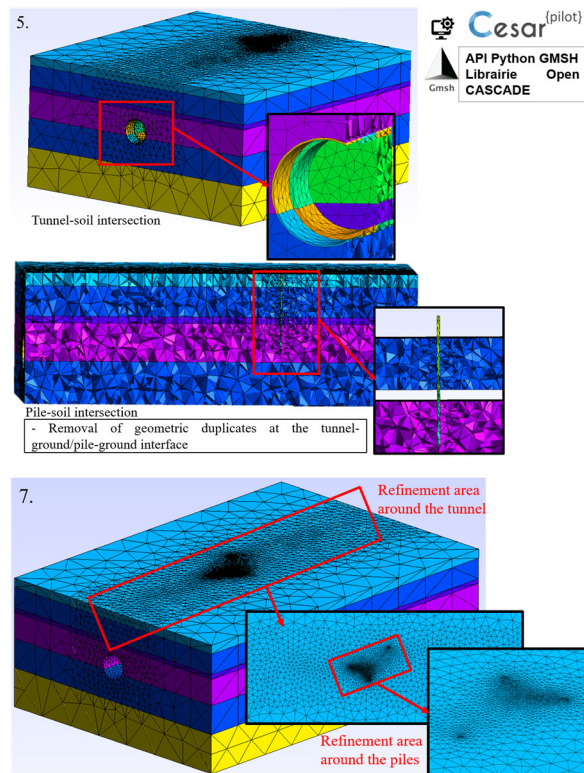 5.
Cesar{pilot}
Gmsh
API Python GMSH
Librairie Open
CASCADE
Tunnel-soil intersection
Pile-soil intersection
- Removal of geometric duplicates at the tunnel-
ground/pile-ground interface
7.
Refinement area
around the tunnel
Refinement area
around the piles